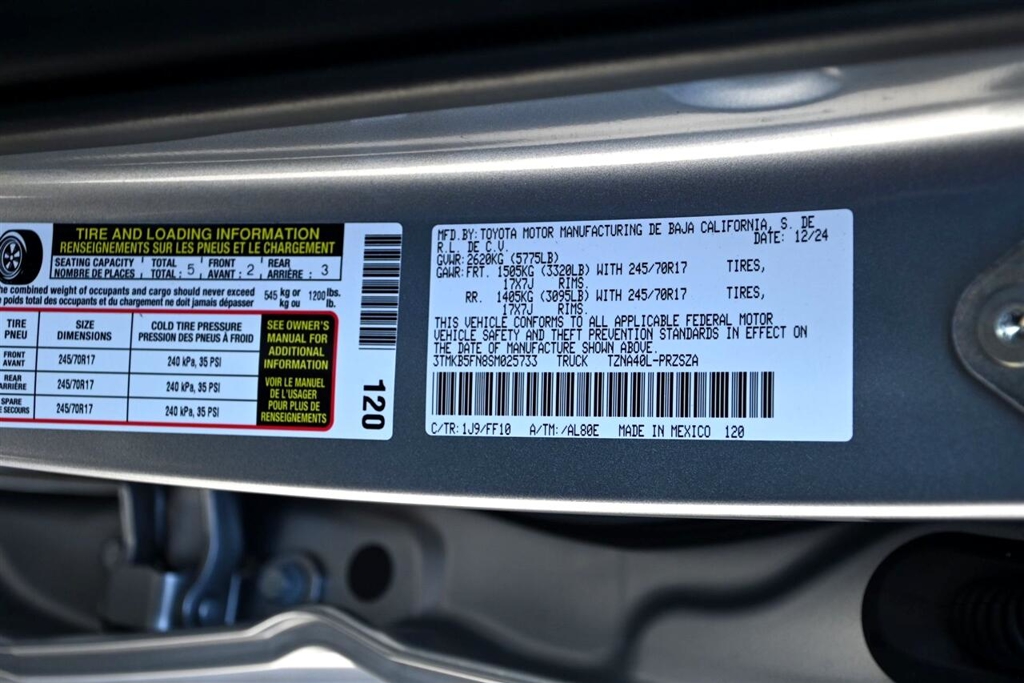 TIRE AND LOADING INFORMATION
RENSEIGNEMENTS SUR LES PNEUS ET LE CHARGEMENT
SEATING CAPACITY TOTAL FRONT REAR
NOMBRE DE PLACES TOTAL : 5 AVANT : 2 ARRIÈRE : 3
The combined weight of occupants and cargo should never exceed 545 kg or 1200 lbs.
poids total des occupants et du chargement ne doit jamais dépasser kg ou lb.
TIRE SIZE COLD TIRE PRESSURE
PNEU DIMENSIONS PRESSION DES PNEUS À FROID
FRONT
AVANT 245/70R17 240 kPa, 35 PSI
REAR
ARRIÈRE 245/70R17 240 kPa, 35 PSI
SPARE
DE SECOURS 245/70R17 240 kPa, 35 PSI
SEE OWNER'S
MANUAL FOR
ADDITIONAL
INFORMATION
VOIR LE MANUEL
DE L'USAGER
POUR PLUS DE
RENSEIGNEMENTS
120
MFD.BY:TOYOTA MOTOR MANUFACTURING DE BAJA CALIFORNIA, S. DE
R.L. DE C.V. DATE: 12/24
GVWR:2620KG (5775LB)
GAWR:FRT. 1505KG (3320LB) WITH 245/70R17 TIRES,
17X7J RIMS.
RR. 1405KG (3095LB) WITH 245/70R17 TIRES,
17X7J RIMS.
THIS VEHICLE CONFORMS TO ALL APPLICABLE FEDERAL MOTOR
VEHICLE SAFETY AND THEFT PREVENTION STANDARDS IN EFFECT ON
THE DATE OF MANUFACTURE SHOWN ABOVE.
3TMKB5FN8SM025733 TRUCK TZNA40L-PRZSZA
C/TR:1J9/FF10 A/TM:/AL80E MADE IN MEXICO 120